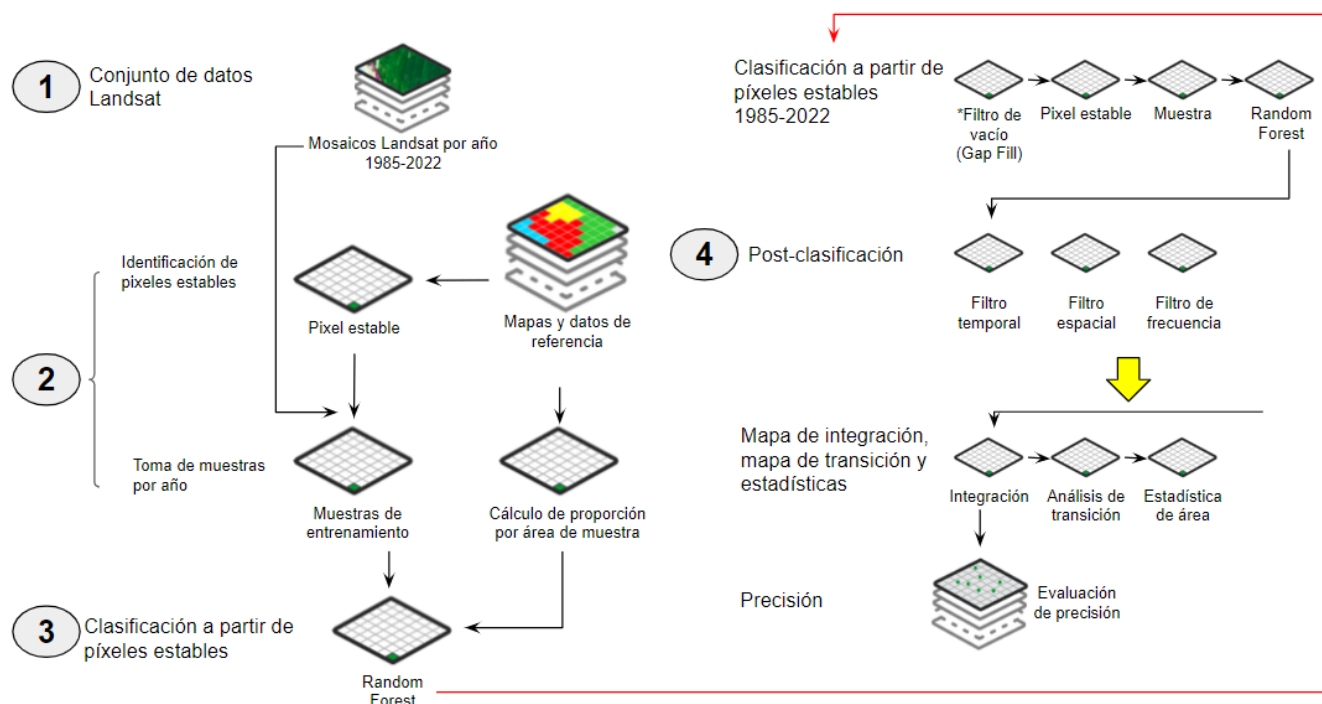 1
Conjunto de datos
Landsat
Mosaicos Landsat por año
1985-2022
2
Identificación de
pixeles estables
Pixel estable
Mapas y datos de
referencia
Toma de muestras
por año
Muestras de
entrenamiento
Cálculo de proporción
por área de muestra
3
Clasificación a partir de
píxeles estables
Random
Forest
Clasificación a partir de
píxeles estables
1985-2022
*Filtro de
vacío
(Gap Fill)
Pixel estable
Muestra
Random
Forest
4
Post-clasificación
Filtro
temporal
Filtro
espacial
Filtro de
frecuencia
Mapa de integración,
mapa de transición y
estadísticas
Integración
Análisis de
transición
Estadística
de área
Precisión
Evaluación
de precisión